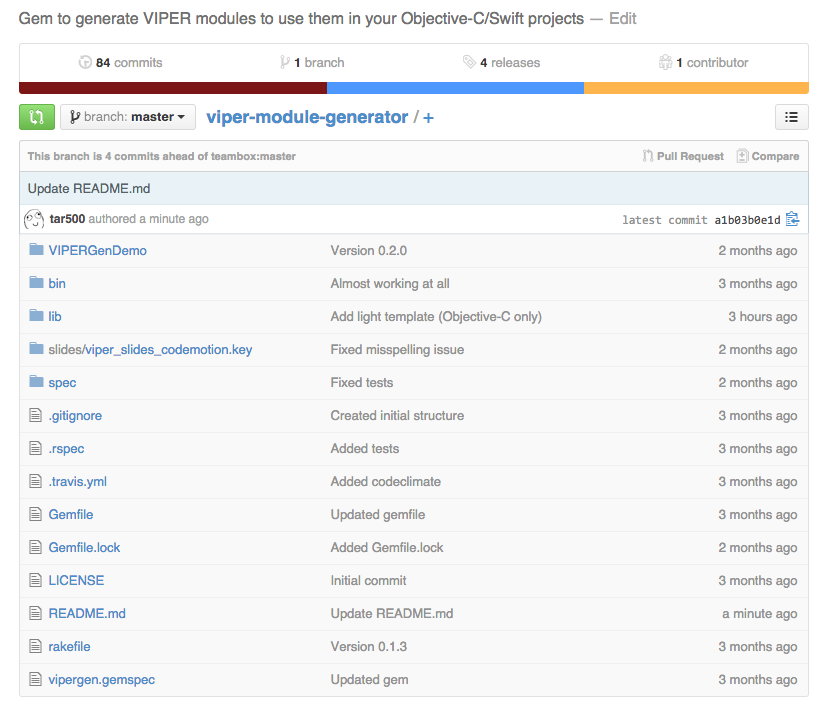 Gem to generate VIPER modules to use them in your Objective-C/Swift projects — Edit
84 commits 1 branch 4 releases 1 contributor
branch: master viper-module-generator / +
This branch is 4 commits ahead of teambox:master Pull Request Compare
Update README.md
tar500 authored a minute ago latest commit a1b03b0e1d
VIPERGenDemo Version 0.2.0 2 months ago
bin Almost working at all 3 months ago
lib Add light template (Objective-C only) 3 hours ago
slides/viper_slides_codemotion.key Fixed misspelling issue 2 months ago
spec Fixed tests 2 months ago
.gitignore Created initial structure 3 months ago
.rspec Added tests 3 months ago
.travis.yml Added codeclimate 3 months ago
Gemfile Updated gemfile 3 months ago
Gemfile.lock Added Gemfile.lock 2 months ago
LICENSE Initial commit 3 months ago
README.md Update README.md a minute ago
rakefile Version 0.1.3 3 months ago
vipergen.gemspec Updated gem 3 months ago